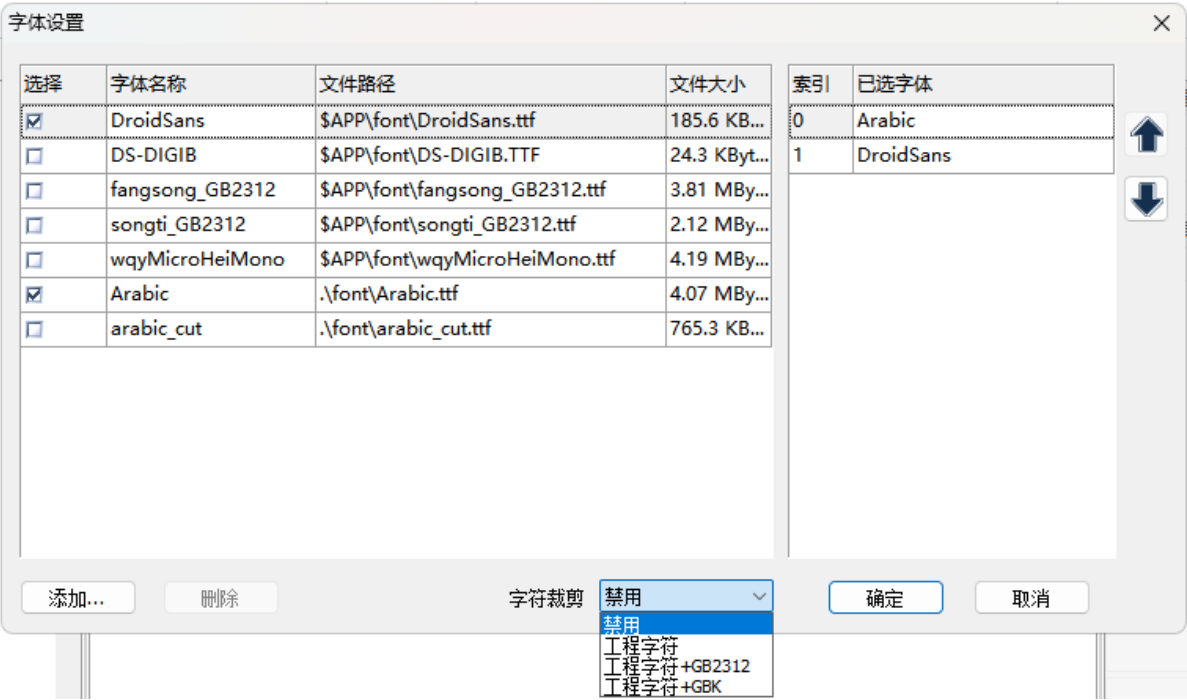 字体设置
选择 字体名称 文件路径 文件大小 索引 已选字体
DroidSans $APP\font\DroidSans.ttf 185.6 KB... 0 Arabic
DS-DIGIB $APP\font\DS-DIGIB.TTF 24.3 KByt... 1 DroidSans
fangsong_GB2312 $APP\font\fangsong_GB2312.ttf 3.81 MBy...
songti_GB2312 $APP\font\songti_GB2312.ttf 2.12 MBy...
wqyMicroHeiMono $APP\font\wqyMicroHeiMono.ttf 4.19 MBy...
Arabic .\font\Arabic.ttf 4.07 MBy...
arabic_cut .\font\arabic_cut.ttf 765.3 KB...
添加... 删除 字符裁剪 禁用 确定 取消
禁用
工程字符
工程字符+GB2312
工程字符+GBK